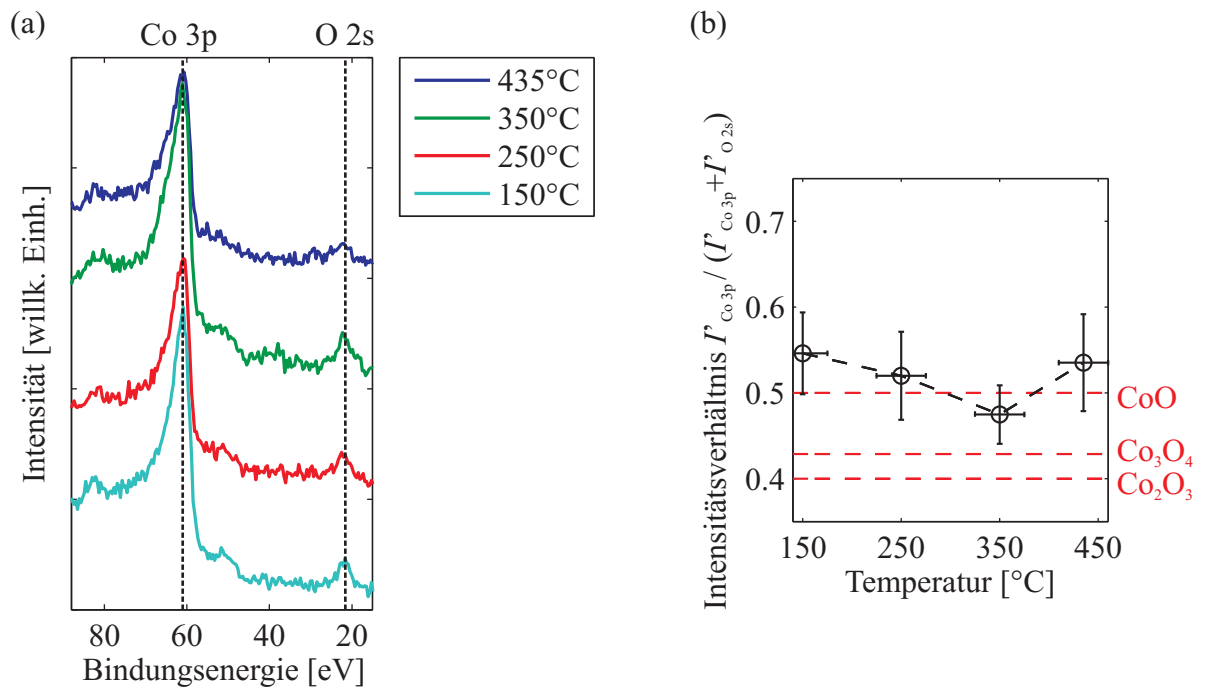 (a)
Co 3p
O 2s
435°C
350°C
250°C
150°C
Intensität [willk. Einh.]
80
60
40
20
Bindungsenergie [eV]
(b)
Intensitätsverhältnis I'Co 3p / (I'Co 3p+I'O 2s)
0.7
0.6
0.5
0.4
CoO
Co₃O₄
Co₂O₃
150
250
350
450
Temperatur [°C]